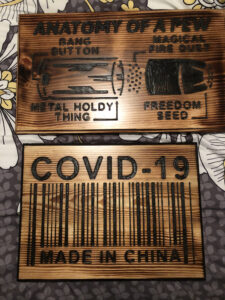 ANATOMY OF A PEW
BANG BUTTON
MAGICAL FIRE DUST
METAL HOLDY THING
FREEDOM SEED
COVID-19
MADE IN CHINA